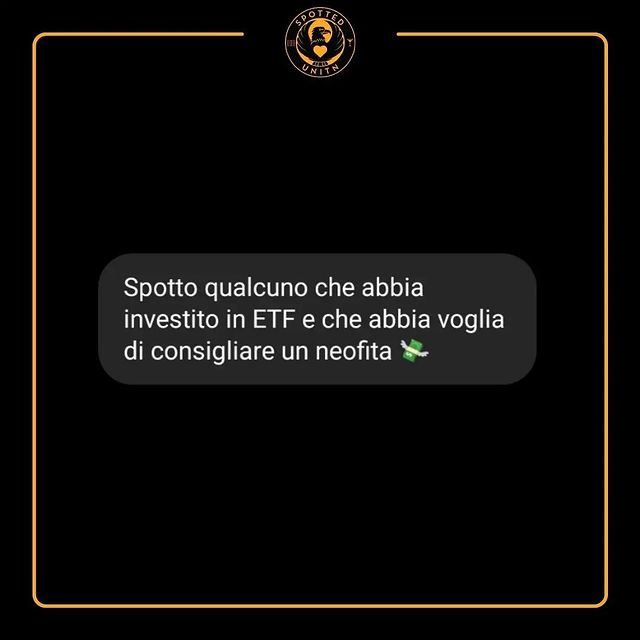 SPOTTED
UNITN
Spotto qualcuno che abbia
investito in ETF e che abbia voglia
di consigliare un neofita 💸